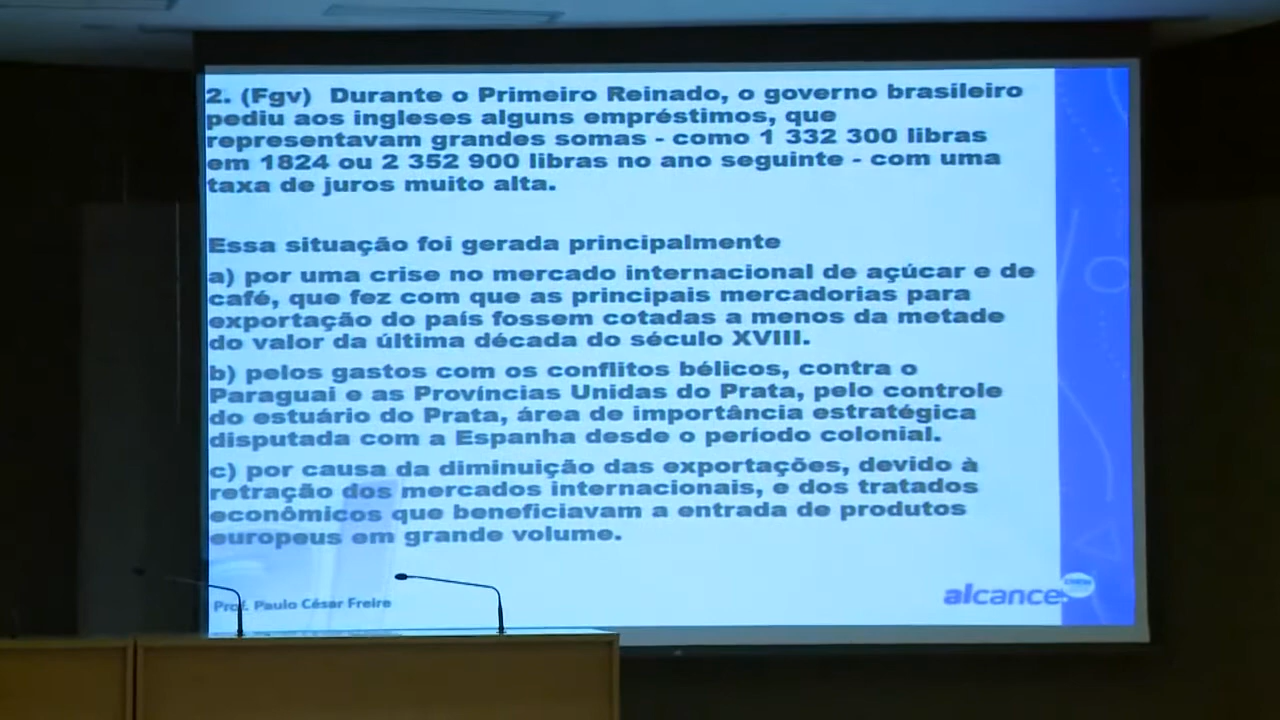 2. (Fgv) Durante o Primeiro Reinado, o governo brasileiro
pediu aos ingleses alguns empréstimos, que
representavam grandes somas - como 1 332 300 libras
em 1824 ou 2 352 900 libras no ano seguinte - com uma
taxa de juros muito alta.
Essa situação foi gerada principalmente
a) por uma crise no mercado internacional de açúcar e de
café, que fez com que as principais mercadorias para
exportação do país fossem cotadas a menos da metade
do valor da última década do século XVIII.
b) pelos gastos com os conflitos bélicos, contra o
Paraguai e as Províncias Unidas do Prata, pelo controle
do estuário do Prata, área de importância estratégica
disputada com a Espanha desde o período colonial.
c) por causa da diminuição das exportações, devido à
retração dos mercados internacionais, e dos tratados
econômicos que beneficiavam a entrada de produtos
europeus em grande volume.
Prof. Paulo César Freire
alcance